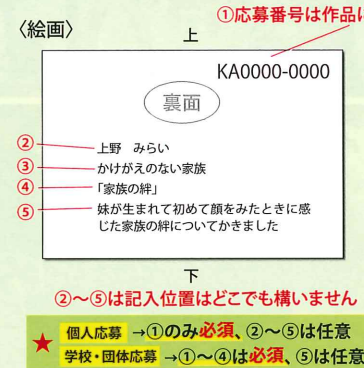 ①応募番号は作品に
〈絵画〉
上
KA0000-0000
裏面
② 上野 みらい
③ かけがえのない家族
④ 「家族の絆」
⑤ 妹が生まれて初めて顔をみたときに感
じた家族の絆についてかきました
下
②～⑤は記入位置はどこでも構いません
★ 個人応募 →①のみ必須、②～⑤は任意
学校・団体応募 →①～④は必須、⑤は任意